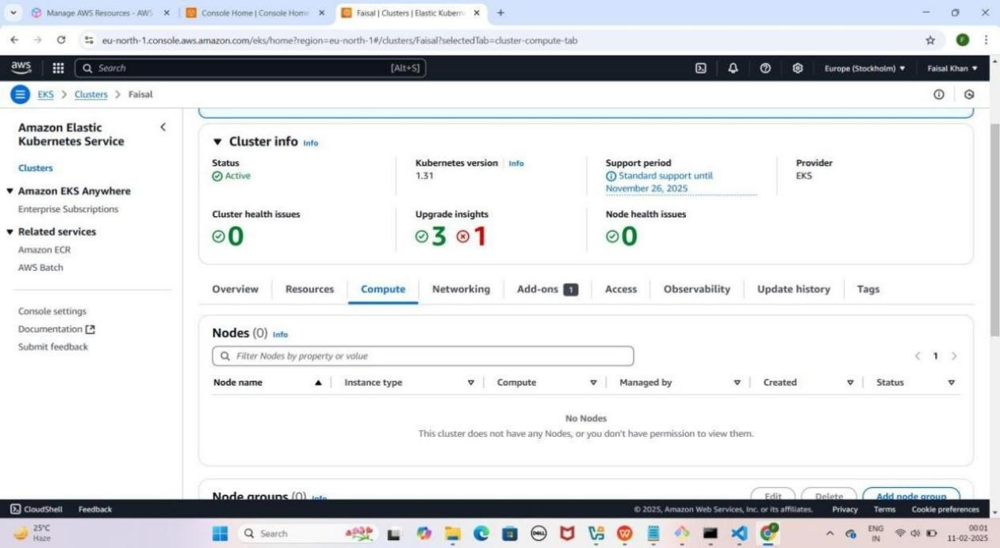 Manage AWS Resources - AWS
Console Home | Console Home
Faisal | Clusters | Elastic Kubern
eu-north-1.console.aws.amazon.com/eks/home?region=eu-north-1#/clusters/Faisal?selectedTab=cluster-compute-tab
F
aws Search [Alt+S] Europe (Stockholm) Faisal Khan
EKS > Clusters > Faisal
Amazon Elastic
Kubernetes Service
Clusters
Amazon EKS Anywhere
Enterprise Subscriptions
Related services
Amazon ECR
AWS Batch
Console settings
Documentation
Submit feedback
Cluster info Info
Status
Active
Kubernetes version Info
1.31
Support period
Standard support until
November 26, 2025
Provider
EKS
Cluster health issues
0
Upgrade insights
3 1
Node health issues
0
Overview Resources Compute Networking Add-ons 1 Access Observability Update history Tags
Nodes (0) Info
Filter Nodes by property or value
1
Node name Instance type Compute Managed by Created Status
No Nodes
This cluster does not have any Nodes, or you don't have permission to view them.
Node groups (0) Info Edit Delete Add node group
CloudShell Feedback © 2025, Amazon Web Services, Inc. or its affiliates. Privacy Terms Cookie preferences
25°C
Haze
Search
DELL
ENG
IN
00:01
11-02-2025